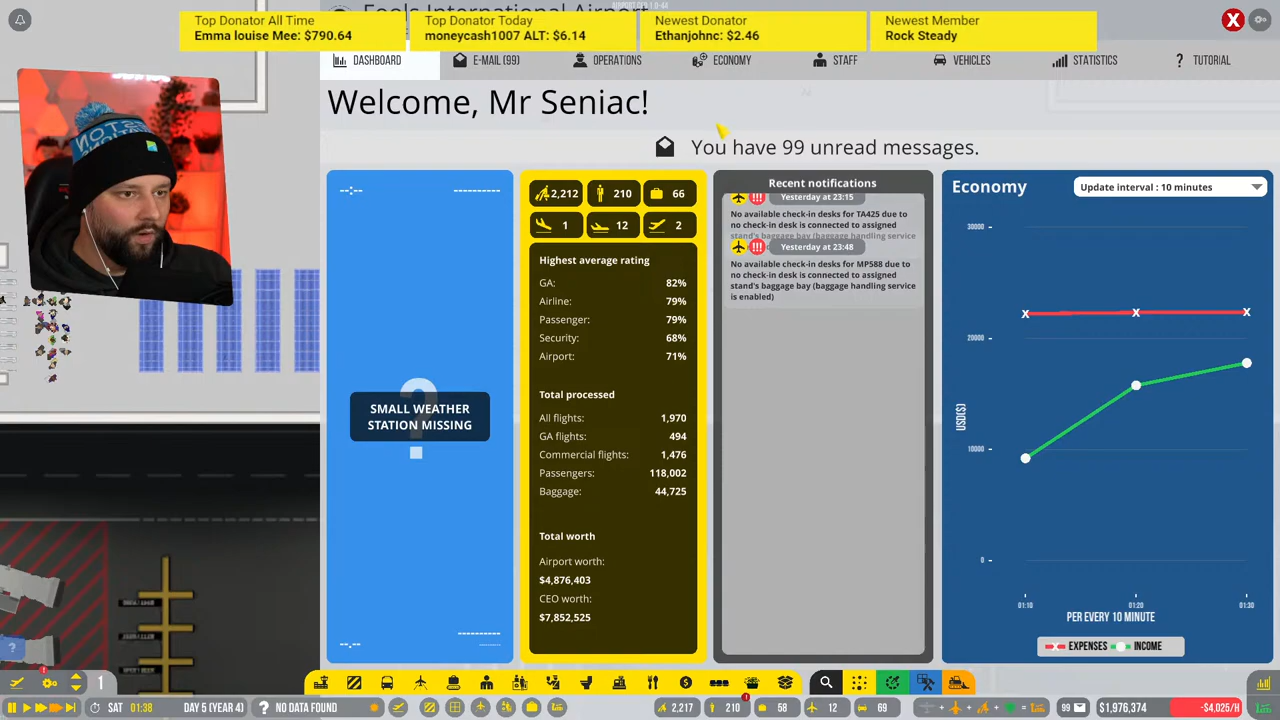 AIRPORT CEO 1.0-44
Fools International Airport
Top Donator All Time
Emma louise Mee: $790.64
Top Donator Today
moneycash1007 ALT: $6.14
Newest Donator
Ethanjohnc: $2.46
Newest Member
Rock Steady
X
DASHBOARD
E-MAIL (99)
OPERATIONS
ECONOMY
STAFF
VEHICLES
STATISTICS
? TUTORIAL
Welcome, Mr Seniac!
You have 99 unread messages.
--:--
----------
?
SMALL WEATHER
STATION MISSING
--.--
2,212
210
66
1
12
2
Highest average rating
GA: 82%
Airline: 79%
Passenger: 79%
Security: 68%
Airport: 71%
Total processed
All flights: 1,970
GA flights: 494
Commercial flights: 1,476
Passengers: 118,002
Baggage: 44,725
Total worth
Airport worth:
$4,876,403
CEO worth:
$7,852,525
Recent notifications
!!! Yesterday at 23:15
No available check-in desks for TA425 due to
no check-in desk is connected to assigned
stand's baggage bay (baggage handling service
!!! Yesterday at 23:48
No available check-in desks for MP588 due to
no check-in desk is connected to assigned
stand's baggage bay (baggage handling service
is enabled)
Economy
Update interval : 10 minutes
30000
20000
10000
0
USD($)
01:10
01:20
01:30
PER EVERY 10 MINUTE
EXPENSES
INCOME
1
SAT 01:38
DAY 5 (YEAR 4)
? NO DATA FOUND
2,217
210
58
12
69
99
$1,976,374
-$4,025/H